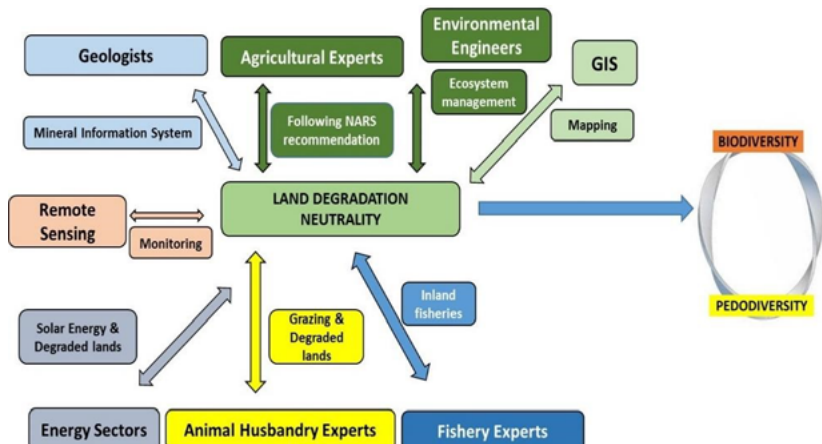 Geologists
Agricultural Experts
Environmental
Engineers
GIS
Mineral Information System
Following NARS
recommendation
Ecosystem
management
Mapping
BIODIVERSITY
Remote
Sensing
Monitoring
LAND DEGRADATION
NEUTRALITY
Solar Energy &
Degraded lands
Grazing &
Degraded
lands
Inland
fisheries
PEDODIVERSITY
Energy Sectors
Animal Husbandry Experts
Fishery Experts